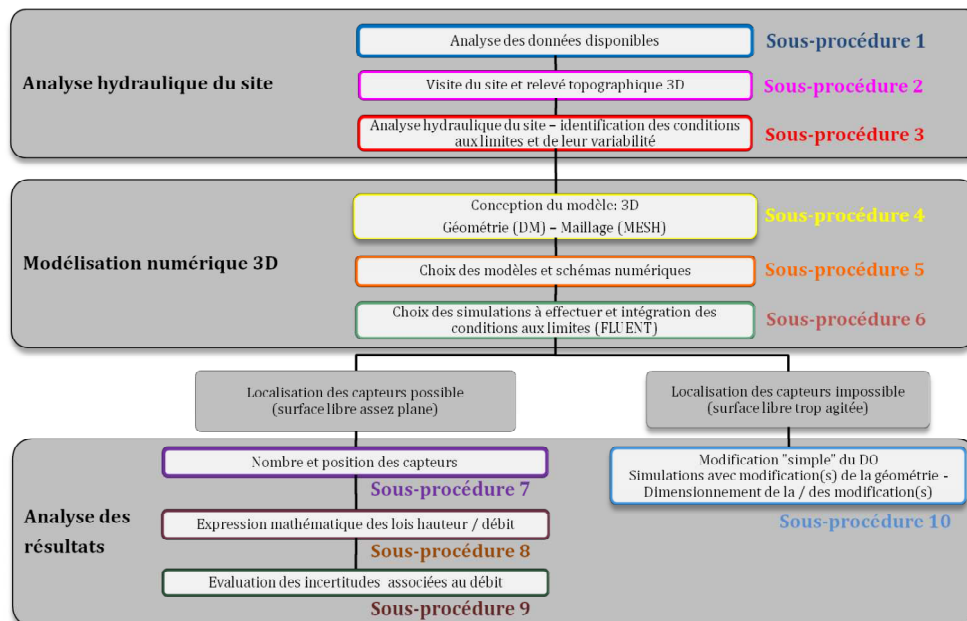 Analyse hydraulique du site
Analyse des données disponibles
Sous-procédure 1
Visite du site et relevé topographique 3D
Sous-procédure 2
Analyse hydraulique du site – identification des conditions
aux limites et de leur variabilité
Sous-procédure 3
Modélisation numérique 3D
Conception du modèle: 3D
Géométrie (DM) – Maillage (MESH)
Sous-procédure 4
Choix des modèles et schémas numériques
Sous-procédure 5
Choix des simulations à effectuer et intégration des
conditions aux limites (FLUENT)
Sous-procédure 6
Localisation des capteurs possible
(surface libre assez plane)
Localisation des capteurs impossible
(surface libre trop agitée)
Analyse des
résultats
Nombre et position des capteurs
Sous-procédure 7
Expression mathématique des lois hauteur / débit
Sous-procédure 8
Evaluation des incertitudes associées au débit
Sous-procédure 9
Modification "simple" du DO
Simulations avec modification(s) de la géométrie -
Dimensionnement de la / des modification(s)
Sous-procédure 10